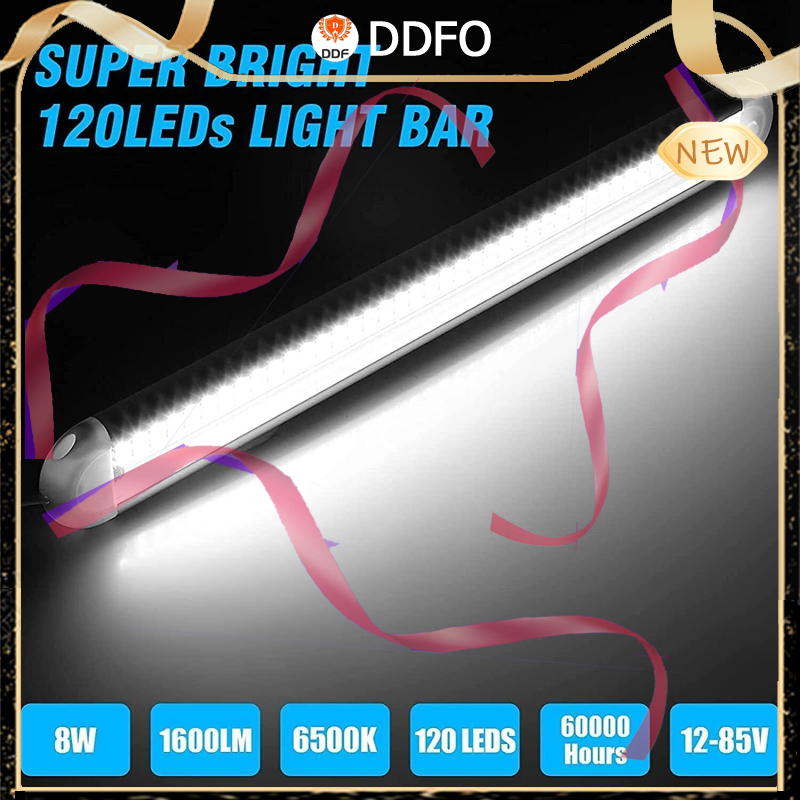 DDF
DDFO
SUPER BRIGHT
120LEDs LIGHT BAR
NEW
8W
1600LM
6500K
120 LEDS
60000
Hours
12-85V